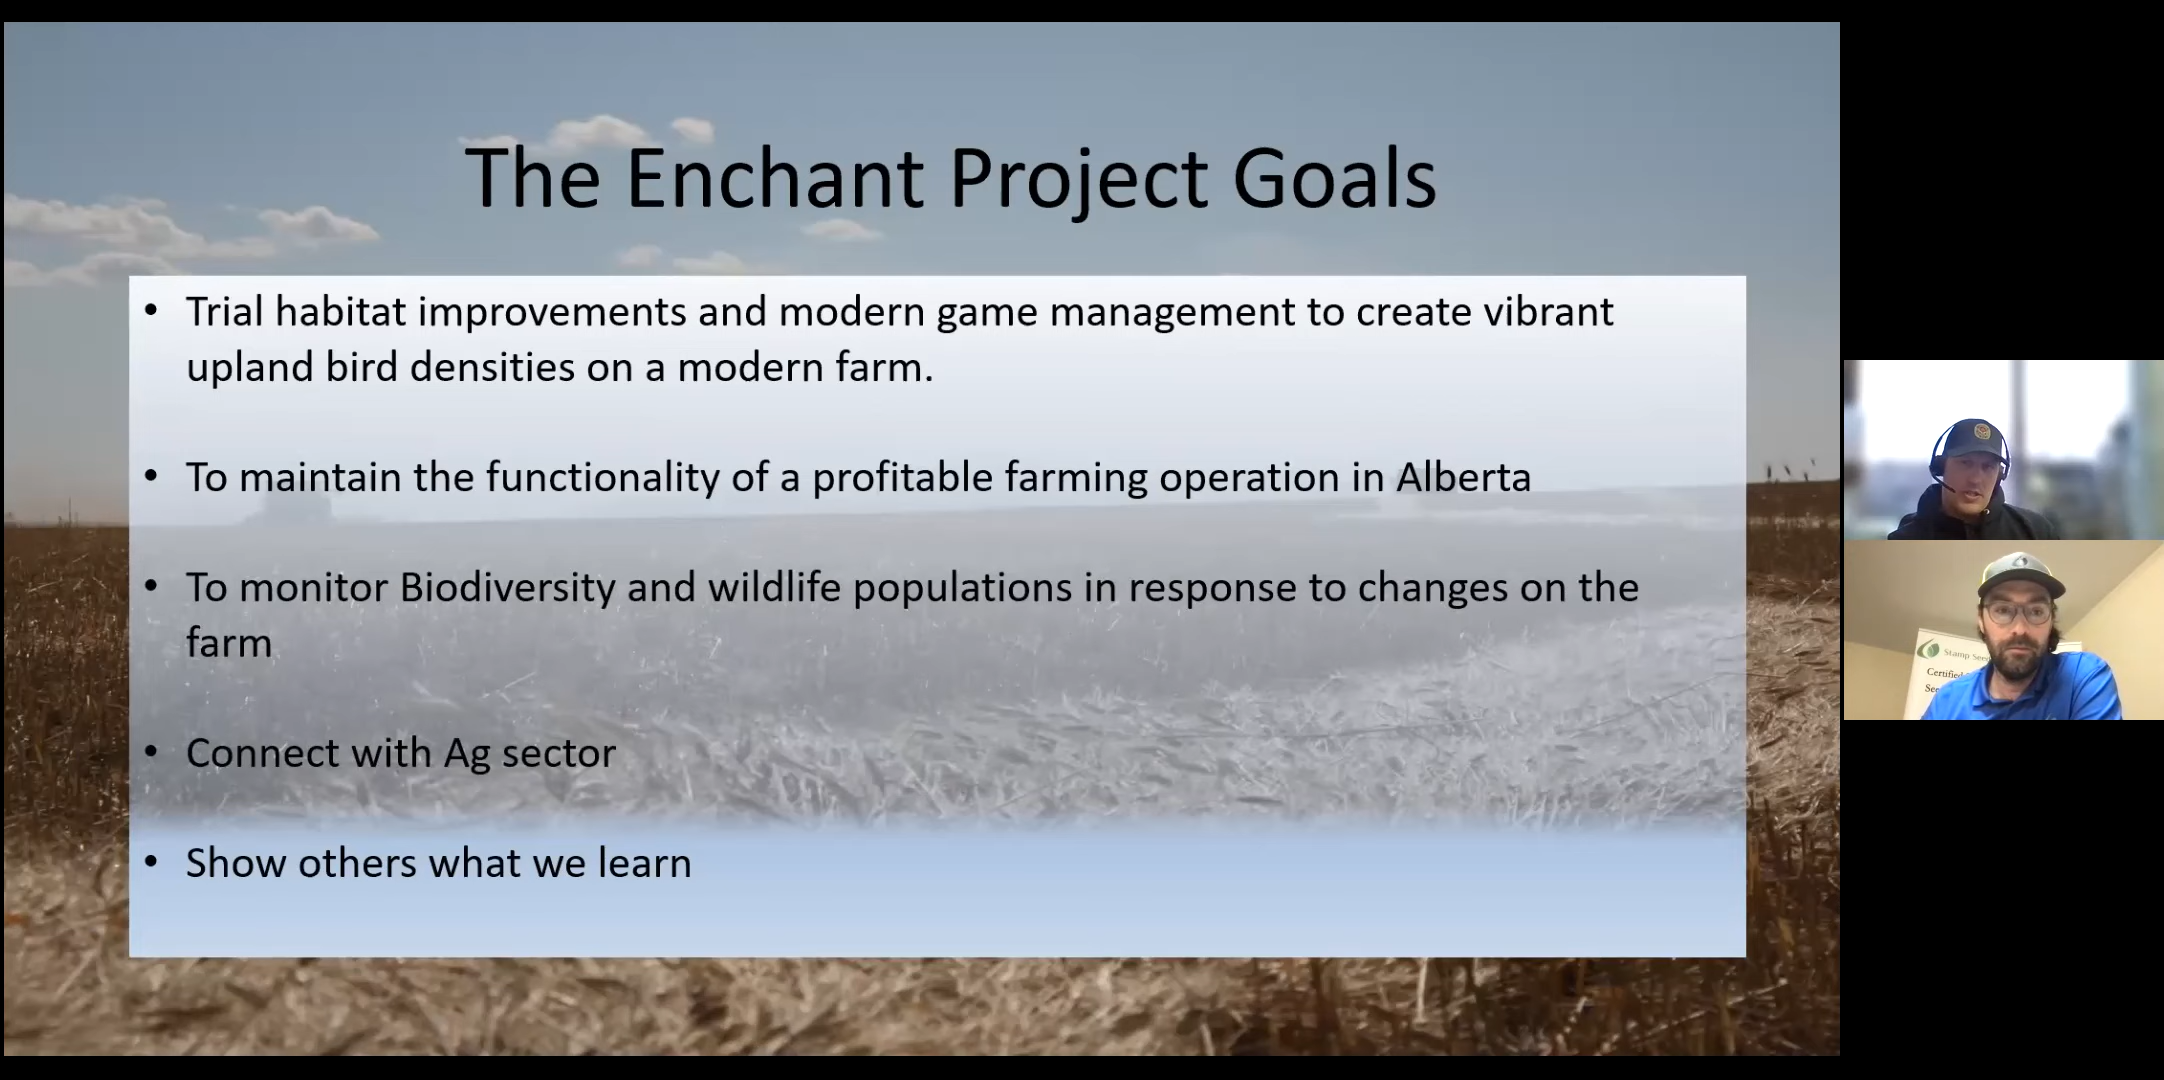 The Enchant Project Goals
• Trial habitat improvements and modern game management to create vibrant
upland bird densities on a modern farm.
• To maintain the functionality of a profitable farming operation in Alberta
• To monitor Biodiversity and wildlife populations in response to changes on the
farm
• Connect with Ag sector
• Show others what we learn
Stamp
Certified